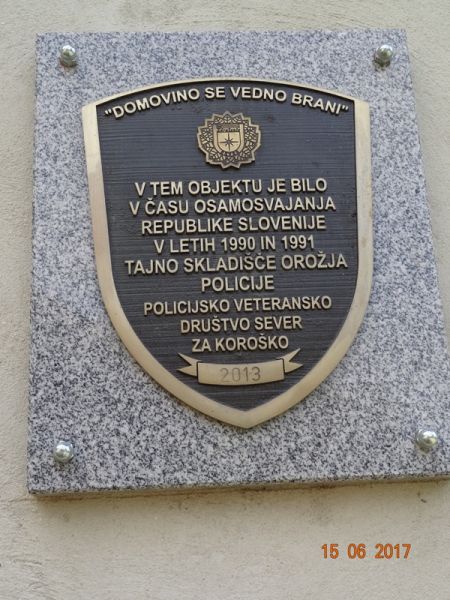 "DOMOVINO SE VEDNO BRANI"
V TEM OBJEKTU JE BILO
V ČASU OSAMOSVAJANJA
REPUBLIKE SLOVENIJE
V LETIH 1990 IN 1991
TAJNO SKLADIŠČE OROŽJA
POLICIJE
POLICIJSKO VETERANSKO
DRUŠTVO SEVER
ZA KOROŠKO
2013
15 06 2017